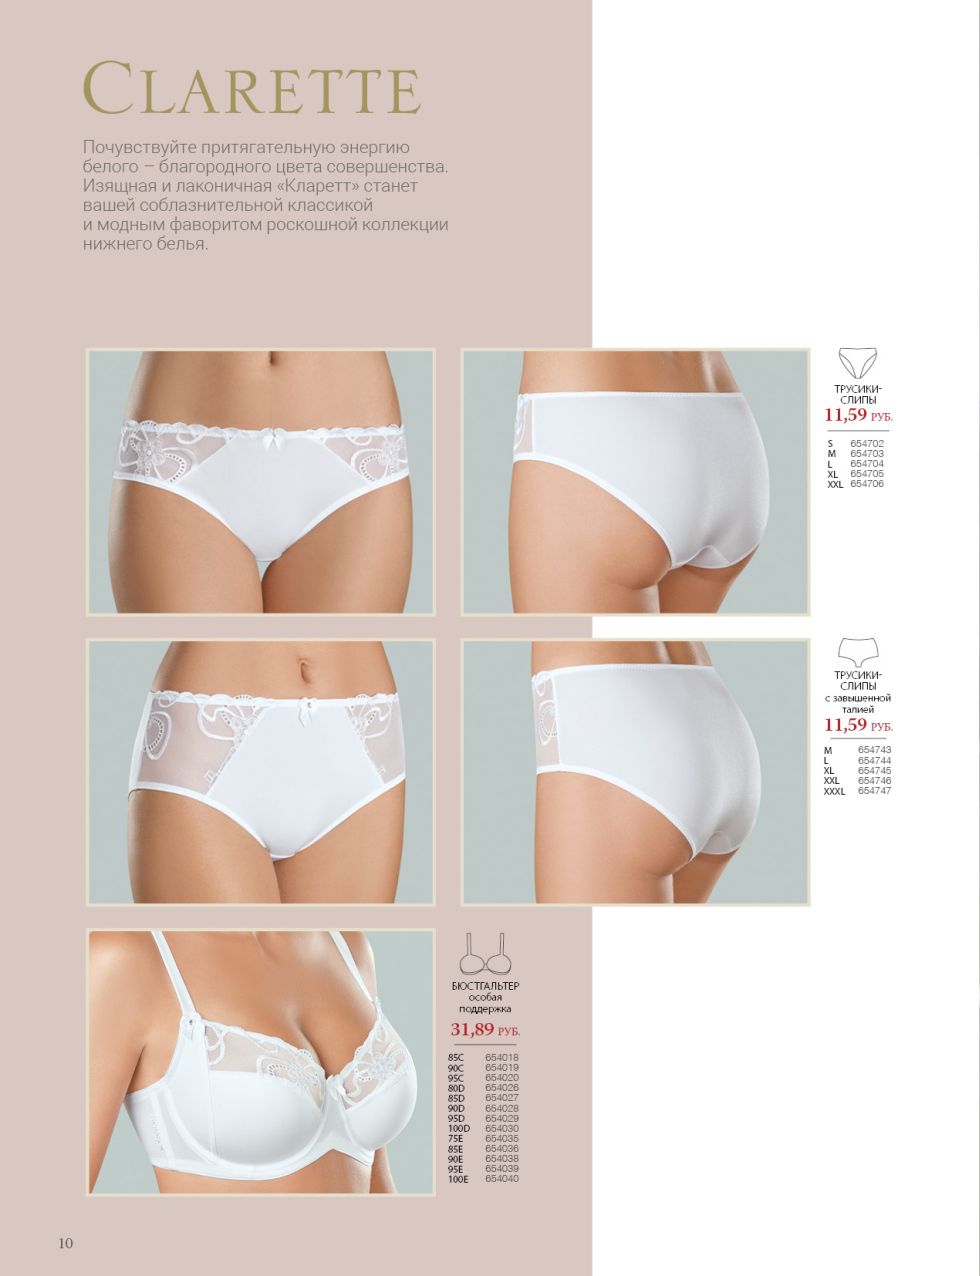 CLARETTE
Почувствуйте притягательную энергию
белого – благородного цвета совершенства.
Изящная и лаконичная «Кларетт» станет
вашей соблазнительной классикой
и модным фаворитом роскошной коллекции
нижнего белья.
ТРУСИКИ-
СЛИПЫ
11,59 РУБ.
S 654702
M 654703
L 654704
XL 654705
XXL 654706
ТРУСИКИ-
СЛИПЫ
с завышенной
талией
11,59 РУБ.
M 654743
L 654744
XL 654745
XXL 654746
XXXL 654747
БЮСТГАЛЬТЕР
особая
поддержка
31,89 РУБ.
85C 654018
90C 654019
95C 654020
80D 654026
85D 654027
90D 654028
95D 654029
100D 654030
75E 654035
85E 654036
90E 654038
95E 654039
100E 654040
10